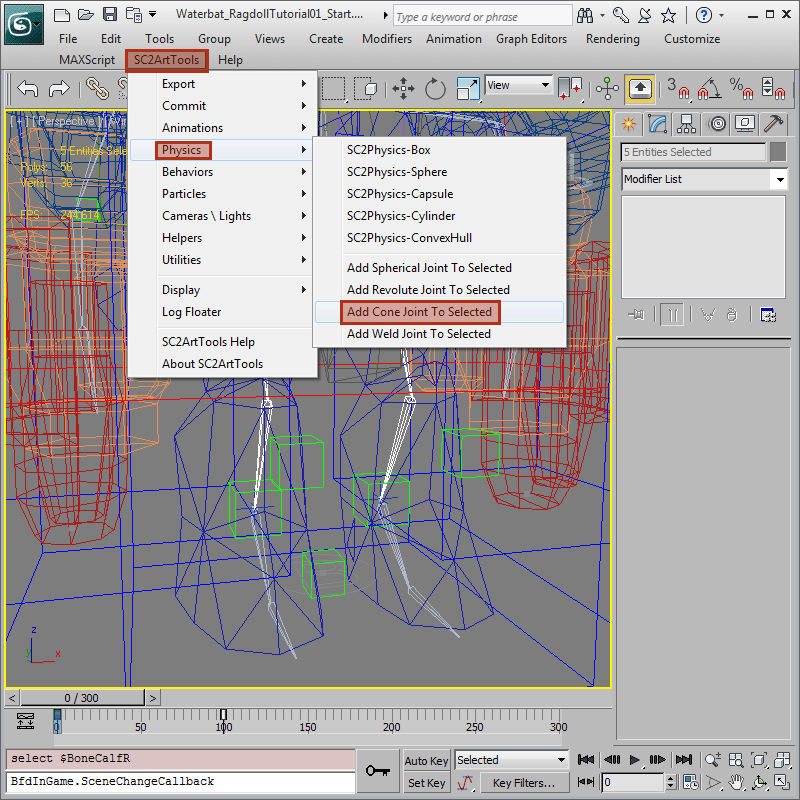 Waterbat_RagdollTutorial01_Start....
Type a keyword or phrase
File Edit Tools Group Views Create Modifiers Animation Graph Editors Rendering Customize
MAXScript SC2ArtTools Help
View
3
%
Export
Commit
Animations
Physics
Behaviors
Particles
Cameras \ Lights
Helpers
Utilities
Display
Log Floater
SC2ArtTools Help
About SC2ArtTools
SC2Physics-Box
SC2Physics-Sphere
SC2Physics-Capsule
SC2Physics-Cylinder
SC2Physics-ConvexHull
Add Spherical Joint To Selected
Add Revolute Joint To Selected
Add Cone Joint To Selected
Add Weld Joint To Selected
[ + ] [ Perspective ]
5 Entities Sele
Polys: 56
Verts: 36
FPS: 244.614
5 Entities Selected
Modifier List
z
y
x
< 0 / 300 >
0 50 100 150 200 250 300
select $BoneCalfR
BfdInGame.SceneChangeCallback
Auto Key Selected
Set Key Key Filters...
0